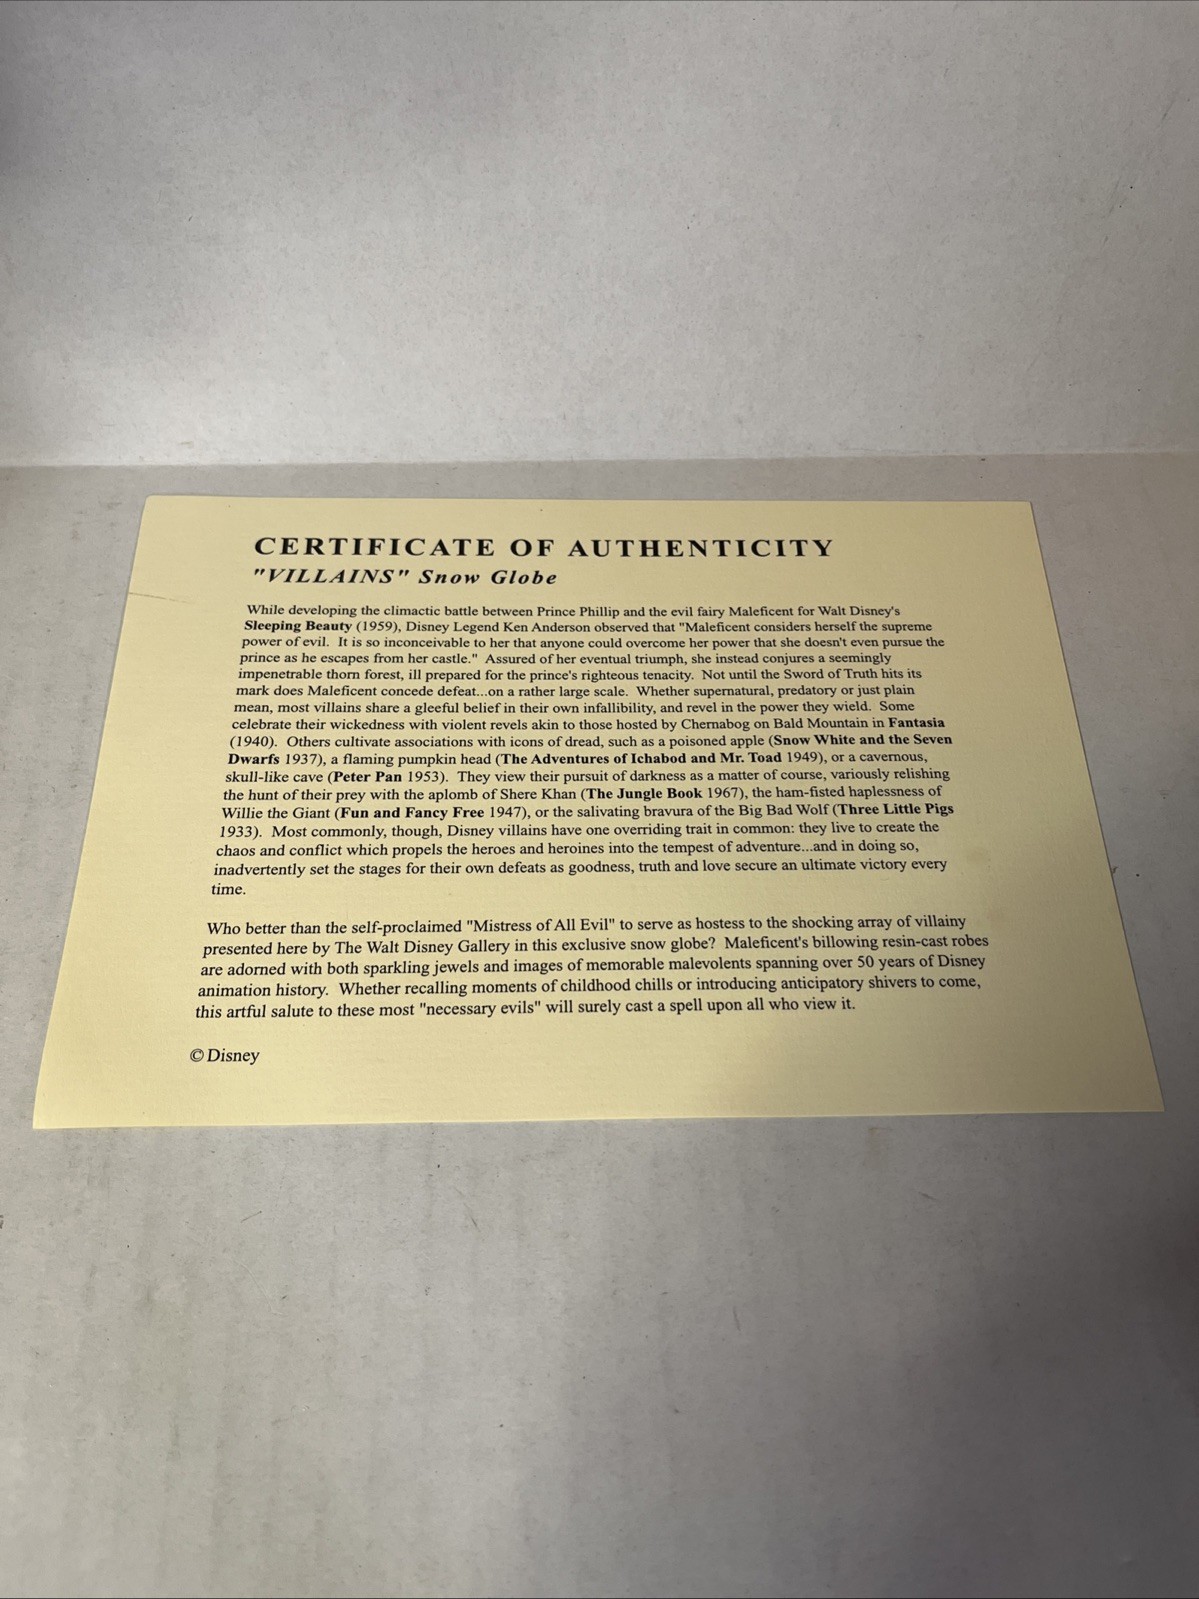 CERTIFICATE OF AUTHENTICITY
"VILLAINS" Snow Globe
While developing the climactic battle between Prince Phillip and the evil fairy Maleficent for Walt Disney's
Sleeping Beauty (1959), Disney Legend Ken Anderson observed that "Maleficent considers herself the supreme
power of evil. It is so inconceivable to her that anyone could overcome her power that she doesn't even pursue the
prince as he escapes from her castle." Assured of her eventual triumph, she instead conjures a seemingly
impenetrable thorn forest, ill prepared for the prince's righteous tenacity. Not until the Sword of Truth hits its
mark does Maleficent concede defeat...on a rather large scale. Whether supernatural, predatory or just plain
mean, most villains share a gleeful belief in their own infallibility, and revel in the power they wield. Some
celebrate their wickedness with violent revels akin to those hosted by Chernabog on Bald Mountain in Fantasia
(1940). Others cultivate associations with icons of dread, such as a poisoned apple (Snow White and the Seven
Dwarfs 1937), a flaming pumpkin head (The Adventures of Ichabod and Mr. Toad 1949), or a cavernous,
skull-like cave (Peter Pan 1953). They view their pursuit of darkness as a matter of course, variously relishing
the hunt of their prey with the aplomb of Shere Khan (The Jungle Book 1967), the ham-fisted haplessness of
Willie the Giant (Fun and Fancy Free 1947), or the salivating bravura of the Big Bad Wolf (Three Little Pigs
1933). Most commonly, though, Disney villains have one overriding trait in common: they live to create the
chaos and conflict which propels the heroes and heroines into the tempest of adventure...and in doing so,
inadvertently set the stages for their own defeats as goodness, truth and love secure an ultimate victory every
time.
Who better than the self-proclaimed "Mistress of All Evil" to serve as hostess to the shocking array of villainy
presented here by The Walt Disney Gallery in this exclusive snow globe? Maleficent's billowing resin-cast robes
are adorned with both sparkling jewels and images of memorable malevolents spanning over 50 years of Disney
animation history. Whether recalling moments of childhood chills or introducing anticipatory shivers to come,
this artful salute to these most "necessary evils" will surely cast a spell upon all who view it.
© Disney